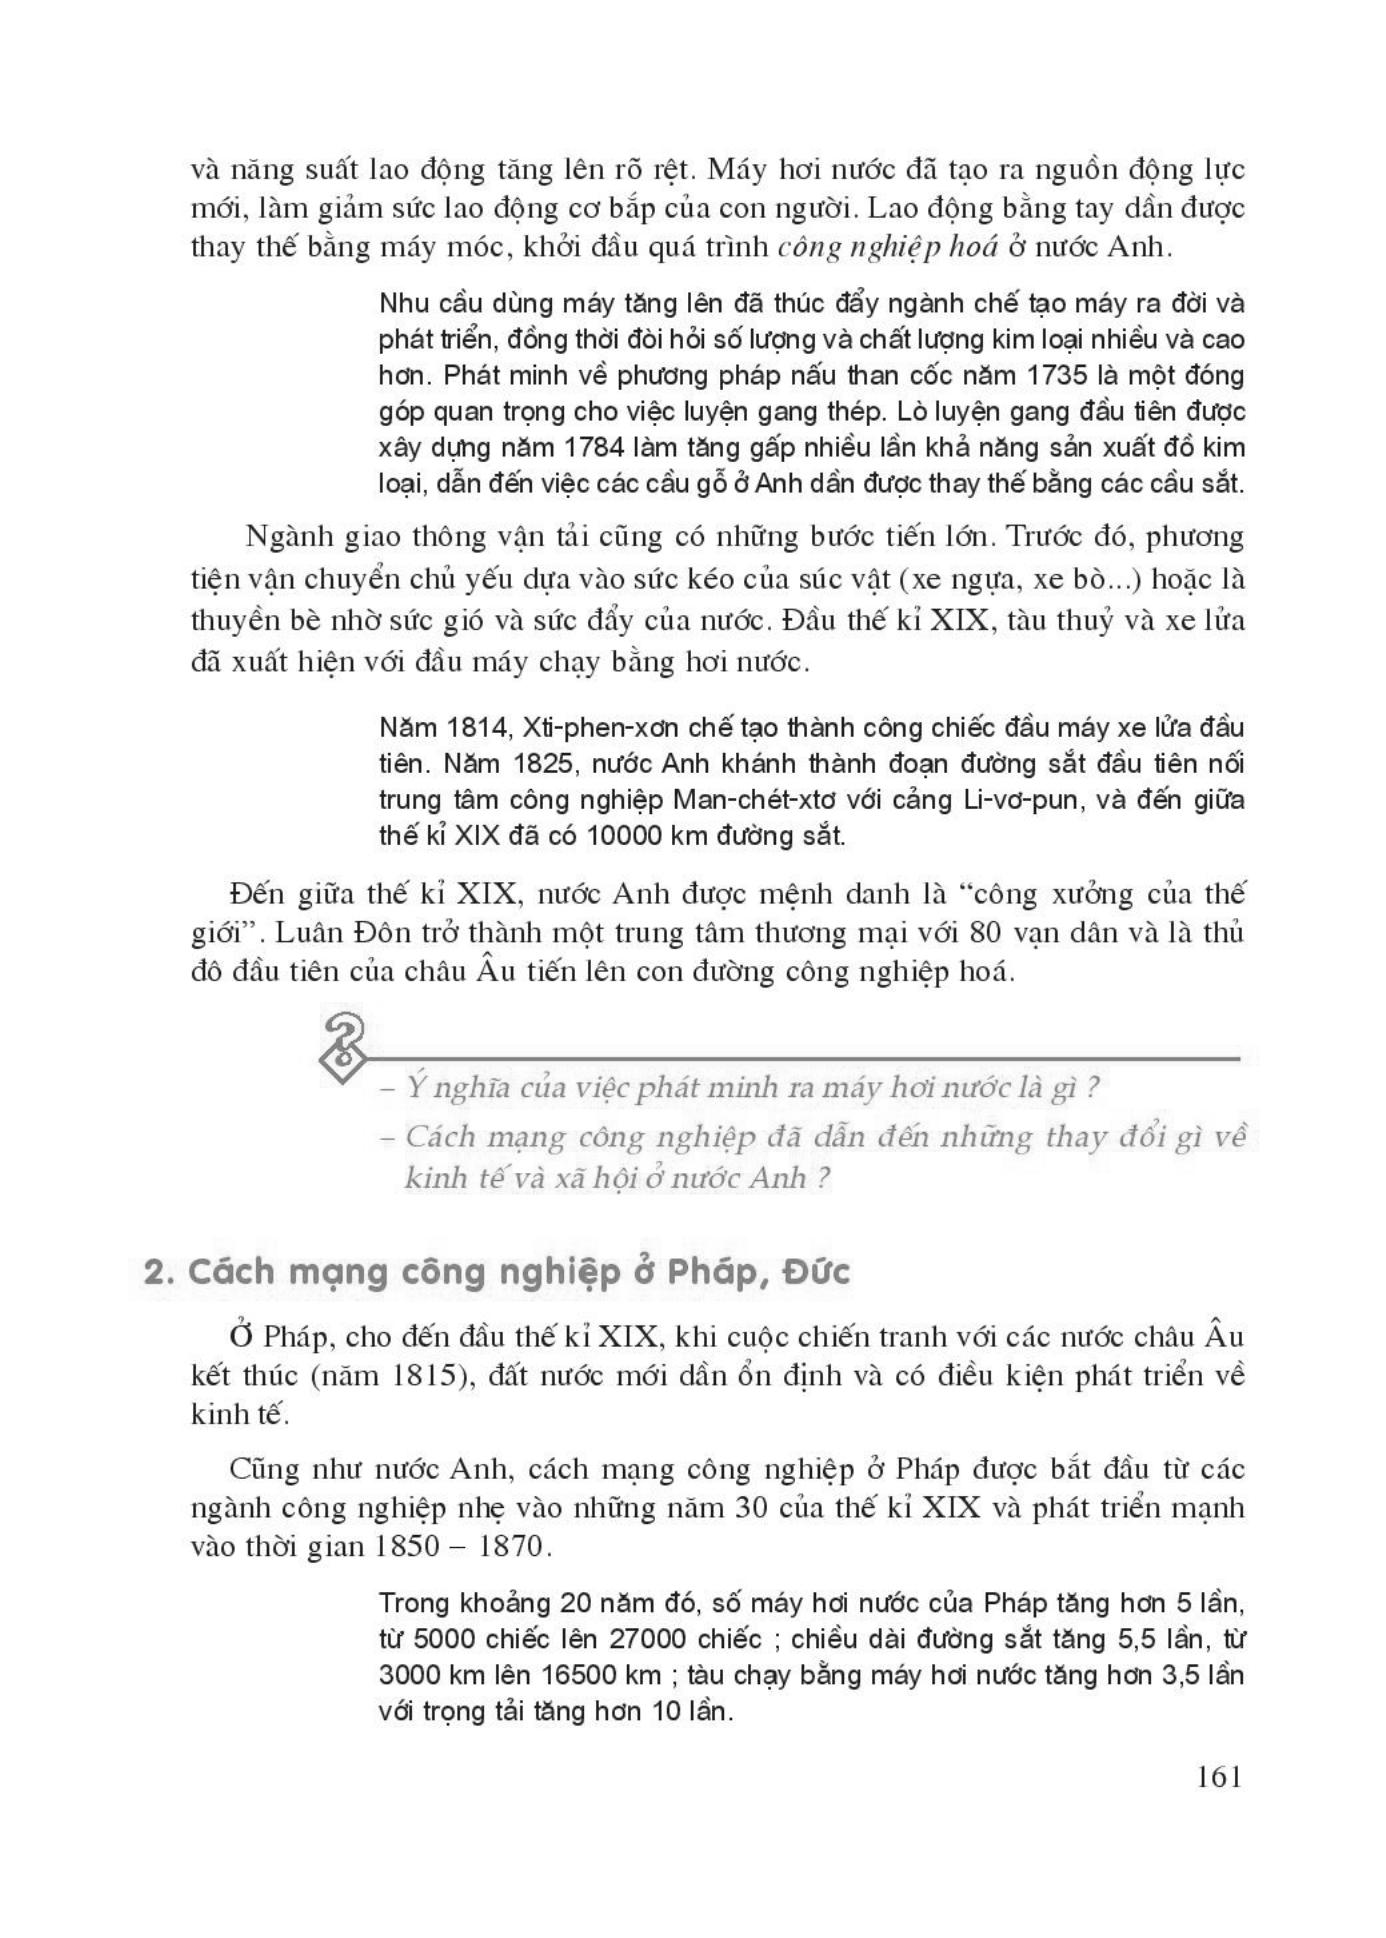 và năng suất lao động tăng lên rõ rệt. Máy hơi nước đã tạo ra nguồn động lực
mới, làm giảm sức lao động cơ bắp của con người. Lao động bằng tay dần được
thay thế bằng máy móc, khởi đầu quá trình công nghiệp hoá ở nước Anh.
Nhu cầu dùng máy tăng lên đã thúc đẩy ngành chế tạo máy ra đời và
phát triển, đồng thời đòi hỏi số lượng và chất lượng kim loại nhiều và cao
hơn. Phát minh về phương pháp nấu than cốc năm 1735 là một đóng
góp quan trọng cho việc luyện gang thép. Lò luyện gang đầu tiên được
xây dựng năm 1784 làm tăng gấp nhiều lần khả năng sản xuất đồ kim
loại, dẫn đến việc các cầu gỗ ở Anh dần được thay thế bằng các cầu sắt.
Ngành giao thông vận tải cũng có những bước tiến lớn. Trước đó, phương
tiện vận chuyển chủ yếu dựa vào sức kéo của súc vật (xe ngựa, xe bò...) hoặc là
thuyền bè nhờ sức gió và sức đẩy của nước. Đầu thế kỉ XIX, tàu thuỷ và xe lửa
đã xuất hiện với đầu máy chạy bằng hơi nước.
Năm 1814, Xti-phen-xơn chế tạo thành công chiếc đầu máy xe lửa đầu
tiên. Năm 1825, nước Anh khánh thành đoạn đường sắt đầu tiên nối
trung tâm công nghiệp Man-chét-xtơ với cảng Li-vơ-pun, và đến giữa
thế kỉ XIX đã có 10000 km đường sắt.
Đến giữa thế kỉ XIX, nước Anh được mệnh danh là “công xưởng của thế
giới”. Luân Đôn trở thành một trung tâm thương mại với 80 vạn dân và là thủ
đô đầu tiên của châu Âu tiến lên con đường công nghiệp hoá.
?
– Ý nghĩa của việc phát minh ra máy hơi nước là gì ?
– Cách mạng công nghiệp đã dẫn đến những thay đổi gì về
kinh tế và xã hội ở nước Anh ?
2. Cách mạng công nghiệp ở Pháp, Đức
Ở Pháp, cho đến đầu thế kỉ XIX, khi cuộc chiến tranh với các nước châu Âu
kết thúc (năm 1815), đất nước mới dần ổn định và có điều kiện phát triển về
kinh tế.
Cũng như nước Anh, cách mạng công nghiệp ở Pháp được bắt đầu từ các
ngành công nghiệp nhẹ vào những năm 30 của thế kỉ XIX và phát triển mạnh
vào thời gian 1850 – 1870.
Trong khoảng 20 năm đó, số máy hơi nước của Pháp tăng hơn 5 lần,
từ 5000 chiếc lên 27000 chiếc ; chiều dài đường sắt tăng 5,5 lần, từ
3000 km lên 16500 km ; tàu chạy bằng máy hơi nước tăng hơn 3,5 lần
với trọng tải tăng hơn 10 lần.
161